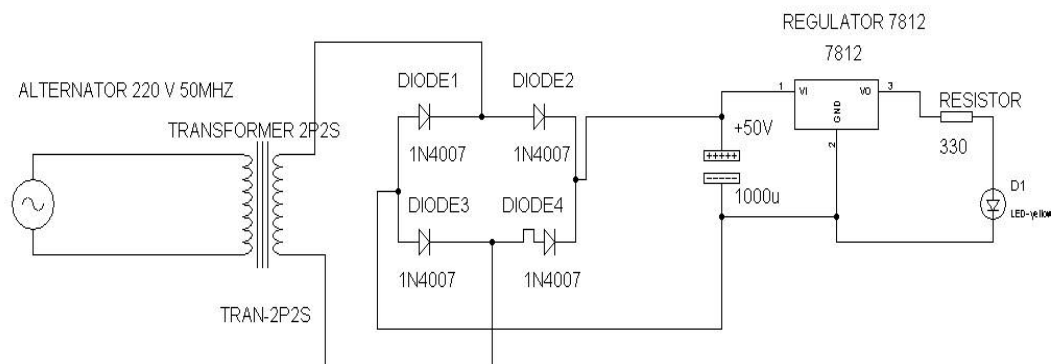 REGULATOR 7812
7812
ALTERNATOR 220 V 50MHZ
DIODE1
DIODE2
1
VI
VO
3
GND
2
RESISTOR
330
TRANSFORMER 2P2S
+50V
1N4007
1N4007
+++++
-----
1000u
D1
LED-yellow
DIODE3
DIODE4
1N4007
1N4007
TRAN-2P2S